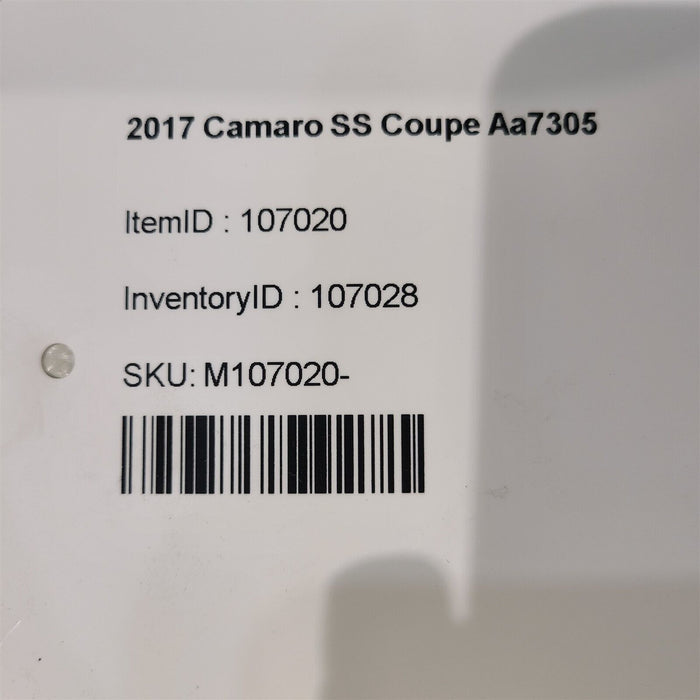 2017 Camaro SS Coupe Aa7305
ItemID : 107020
InventoryID : 107028
SKU: M107020-